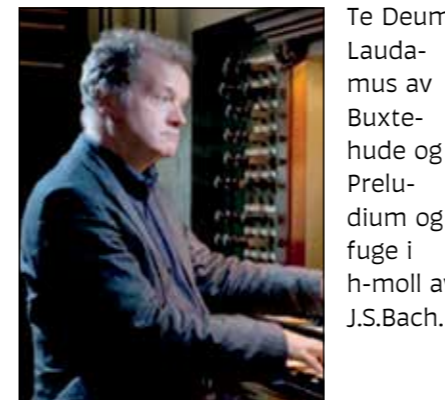 Te Deum
Lauda-
mus av
Buxte-
hude og
Prelu-
dium og
fuge i
h-moll av
J.S.Bach.